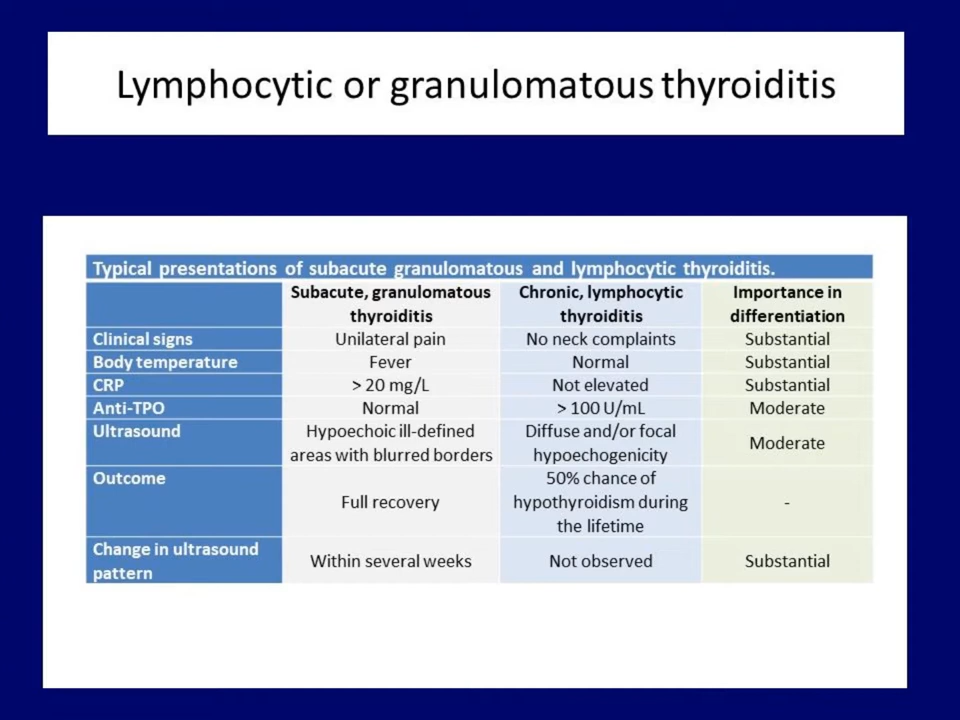 Lymphocytic or granulomatous thyroiditis
Typical presentations of subacute granulomatous and lymphocytic thyroiditis.
Subacute, granulomatous thyroiditis
Chronic, lymphocytic thyroiditis
Importance in differentiation
Clinical signs Unilateral pain No neck complaints Substantial
Body temperature Fever Normal Substantial
CRP > 20 mg/L Not elevated Substantial
Anti-TPO Normal > 100 U/mL Moderate
Ultrasound Hypoechoic ill-defined areas with blurred borders Diffuse and/or focal hypoechogenicity Moderate
Outcome Full recovery 50% chance of hypothyroidism during the lifetime -
Change in ultrasound pattern Within several weeks Not observed Substantial